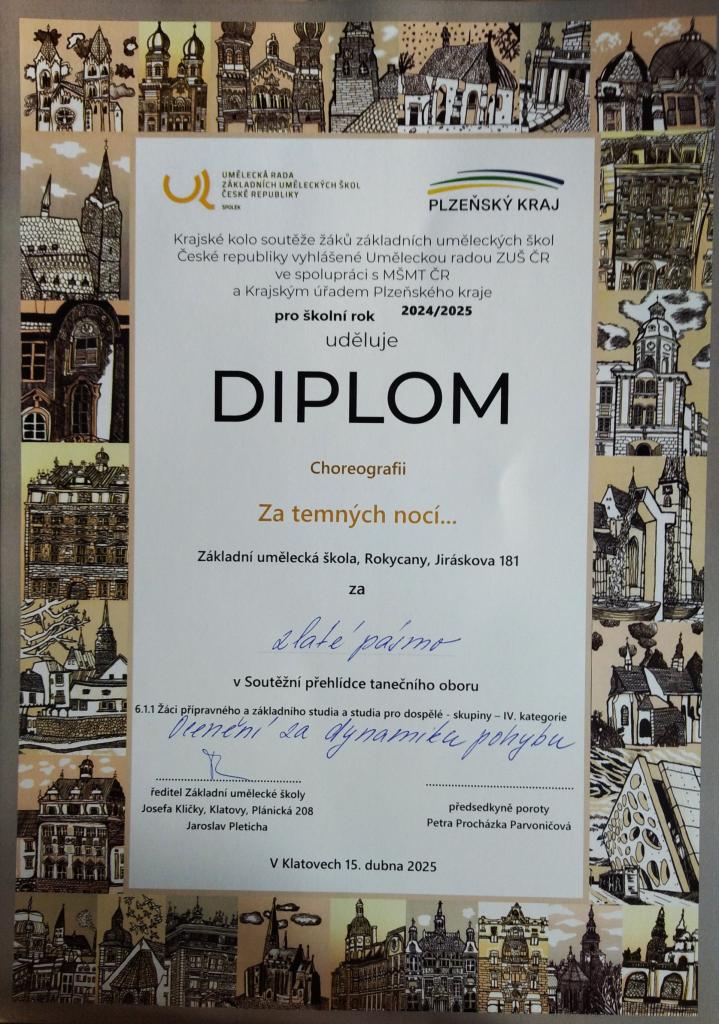 UMĚLECKÁ RADA
ZÁKLADNÍCH UMĚLECKÝCH ŠKOL
ČESKÉ REPUBLIKY
SPOLEK
PLZEŇSKÝ KRAJ
Krajské kolo soutěže žáků základních uměleckých škol
České republiky vyhlášené Uměleckou radou ZUŠ ČR
ve spolupráci s MŠMT ČR
a Krajským úřadem Plzeňského kraje
pro školní rok 2024/2025
uděluje
DIPLOM
Choreografii
Za temných nocí...
Základní umělecká škola, Rokycany, Jiráskova 181
za
zlaté pásmo
v Soutěžní přehlídce tanečního oboru
6.1.1 Žáci přípravného a základního studia a studia pro dospělé - skupiny – IV. kategorie
Ocenění za dynamiku pohybu
ředitel Základní umělecké školy
Josefa Kličky, Klatovy, Plánická 208
Jaroslav Pleticha
předsedkyně poroty
Petra Procházka Parvoničová
V Klatovech 15. dubna 2025